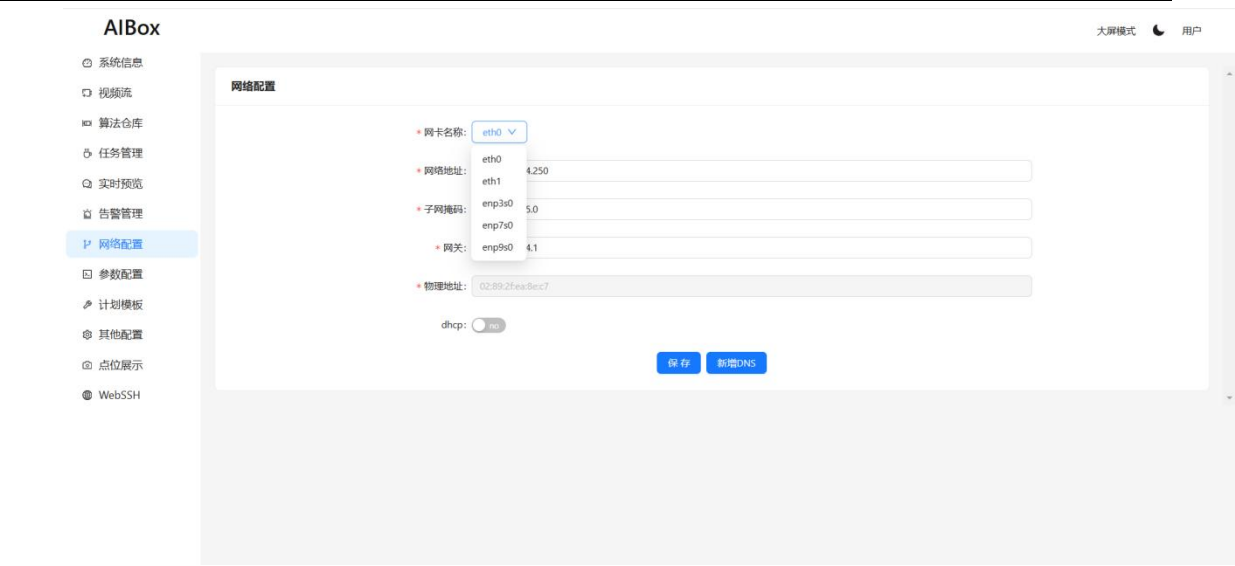 AIBox
大屏模式 用户
系统信息
视频流
算法仓库
任务管理
实时预览
告警管理
网络配置
参数配置
计划模板
其他配置
点位展示
WebSSH
网络配置
* 网卡名称: eth0
eth0
eth1
enp3s0
enp7s0
enp9s0
* 网络地址: 4.250
* 子网掩码: 5.0
* 网关: 4.1
* 物理地址: 02:89:2f:ea:8e:c7
dhcp: no
保 存 新增DNS